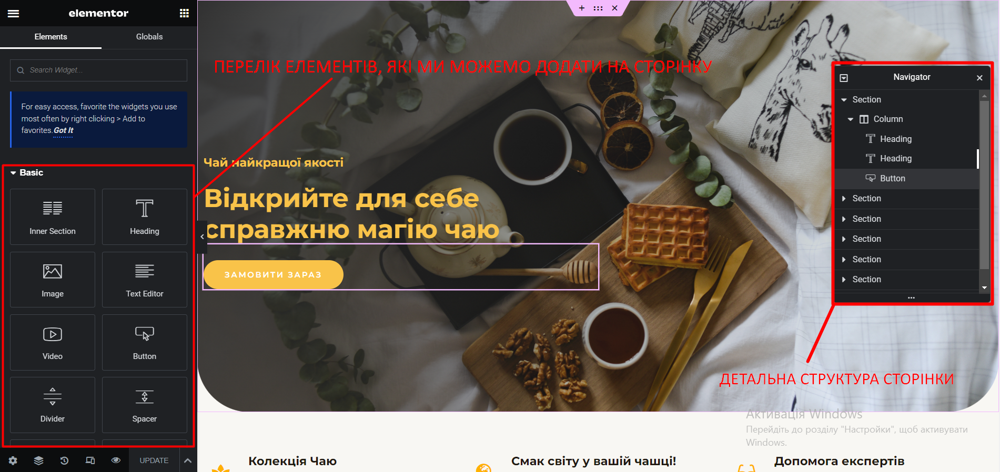 elementor
Elements
Globals
Search Widget...
For easy access, favorite the widgets you use
most often by right clicking > Add to
favorites. Got It
Basic
Inner Section
Heading
Image
Text Editor
Video
Button
Divider
Spacer
UPDATE
ПЕРЕЛІК ЕЛЕМЕНТІВ, ЯКІ МИ МОЖЕМО ДОДАТИ НА СТОРІНКУ
Чай найкращої якості
Відкрийте для себе
справжню магію чаю
ЗАМОВИТИ ЗАРАЗ
Navigator
Section
Column
Heading
Heading
Button
Section
Section
Section
Section
Section
ДЕТАЛЬНА СТРУКТУРА СТОРІНКИ
Активація Windows
Перейдіть до розділу "Настройки", щоб активувати
Windows.
Колекція Чаю
Смак світу у вашій чашці!
Допомога експертів